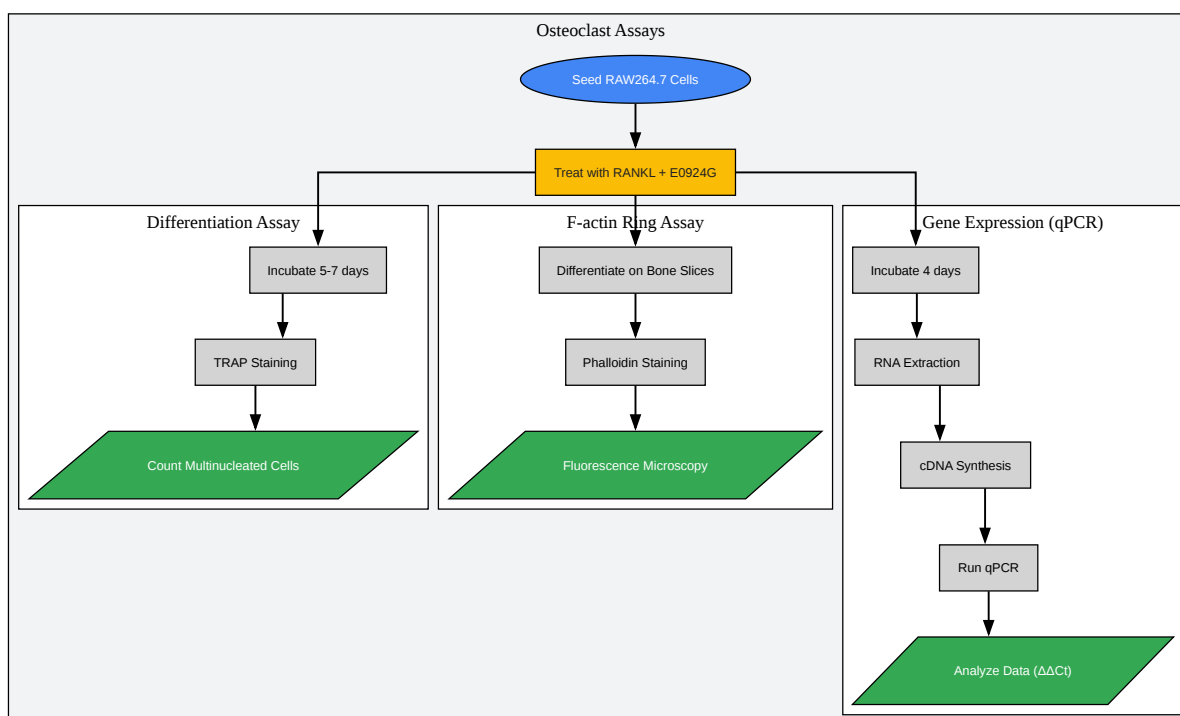 Osteoclast Assays
Seed RAW264.7 Cells
Treat with RANKL + E0924G
Differentiation Assay
Incubate 5-7 days
TRAP Staining
Count Multinucleated Cells
F-actin Ring Assay
Differentiate on Bone Slices
Phalloidin Staining
Fluorescence Microscopy
Gene Expression (qPCR)
Incubate 4 days
RNA Extraction
cDNA Synthesis
Run qPCR
Analyze Data (ΔΔCt)